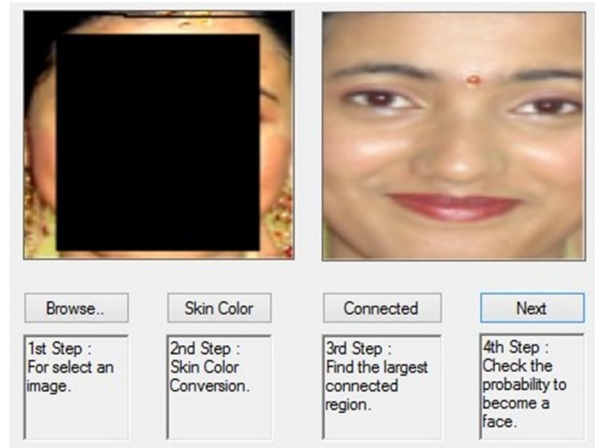 Browse..
Skin Color
Connected
Next
1st Step :
For select an
image.
2nd Step :
Skin Color
Conversion.
3rd Step :
Find the largest
connected
region.
4th Step :
Check the
probability to
become a
face.